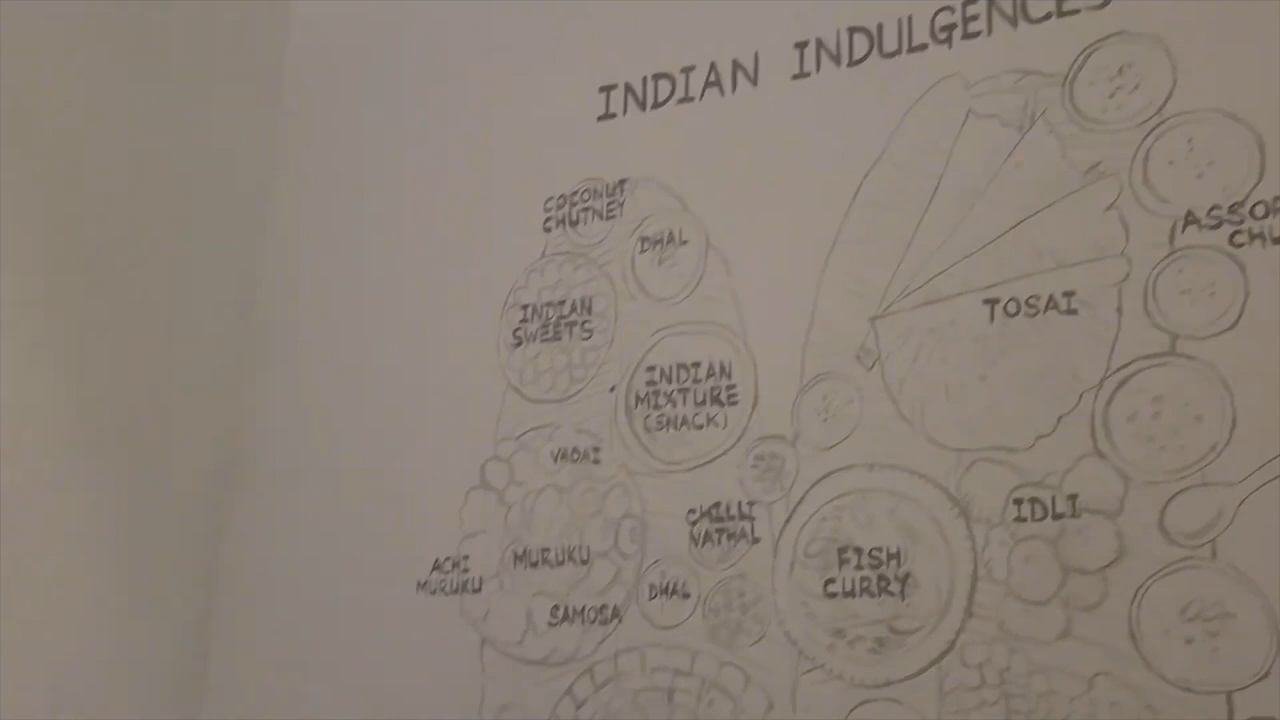 INDIAN INDULGENCES
COCONUT
CHUTNEY
DHAL
INDIAN
SWEETS
TOSAI
INDIAN
MIXTURE
(SNACK)
VADAI
IDLI
CHILLI
VATHAL
MURUKU
ACHI
MURUKU
FISH
CURRY
DHAL
SAMOSA